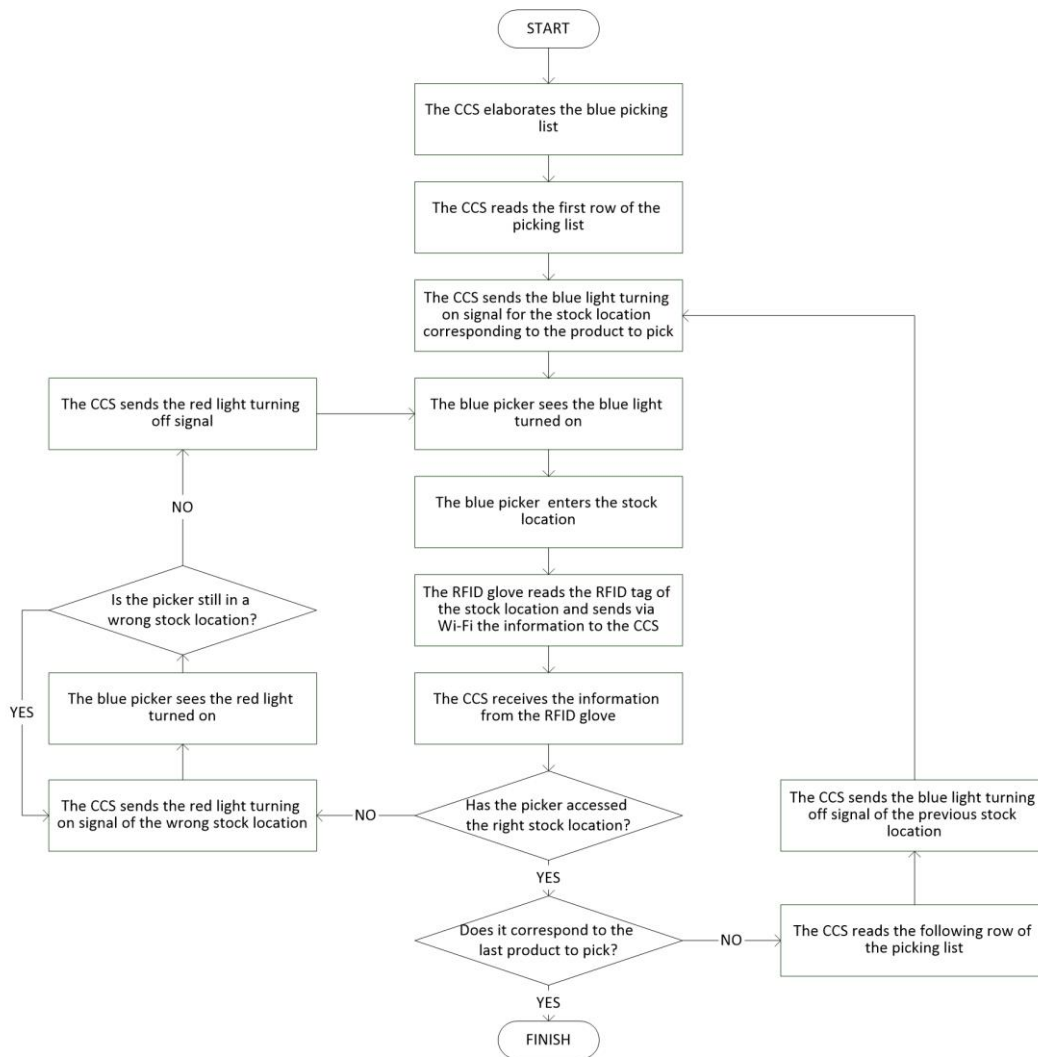 START
The CCS elaborates the blue picking
list
The CCS reads the first row of the
picking list
The CCS sends the blue light turning
on signal for the stock location
corresponding to the product to pick
The CCS sends the red light turning
off signal
The blue picker sees the blue light
turned on
The blue picker  enters the stock
location
NO
Is the picker still in a
wrong stock location?
The RFID glove reads the RFID tag of
the stock location and sends via
Wi-Fi the information to the CCS
The blue picker sees the red light
turned on
YES
The CCS receives the information
from the RFID glove
The CCS sends the red light turning
on signal of the wrong stock location
NO
Has the picker accessed
the right stock location?
The CCS sends the blue light turning
off signal of the previous stock
location
YES
Does it correspond to the
last product to pick?
NO
The CCS reads the following row of
the picking list
YES
FINISH